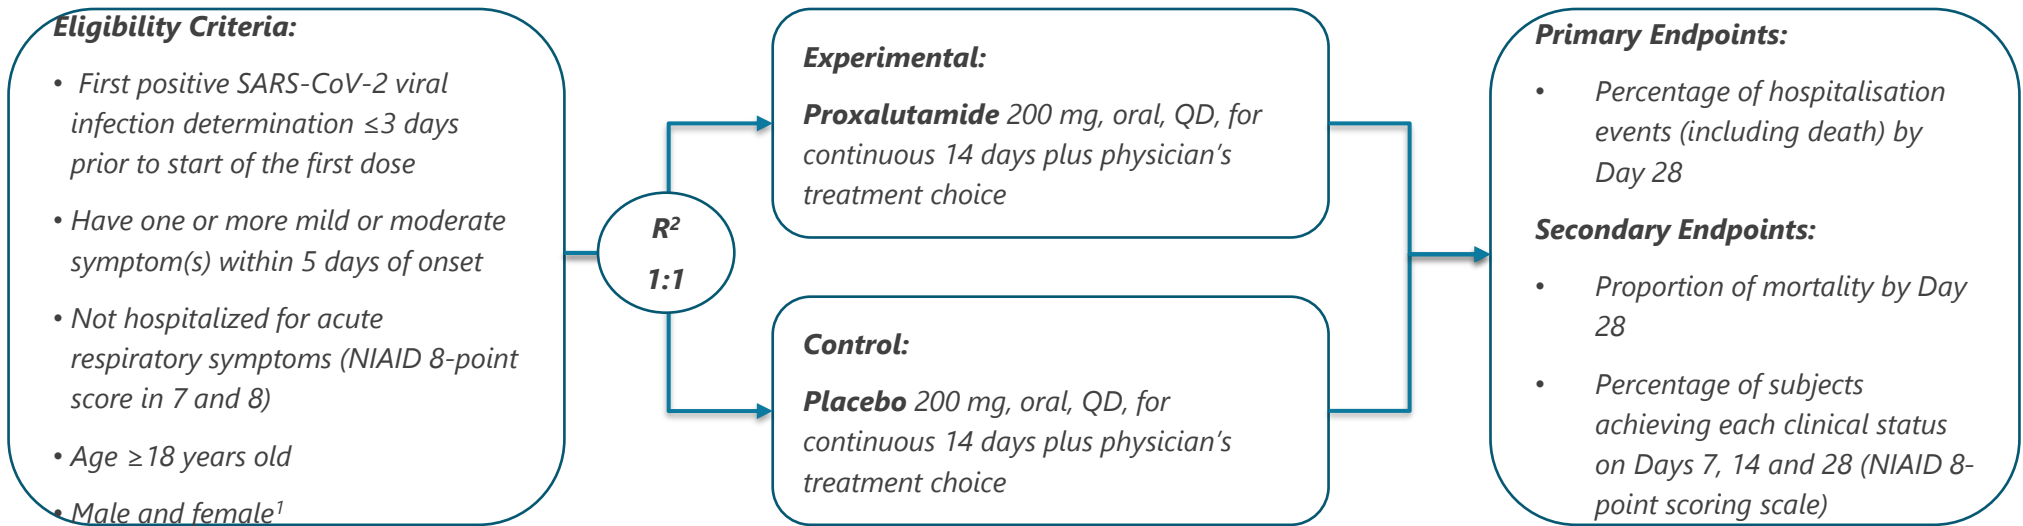 Eligibility Criteria:
• First positive SARS-CoV-2 viral
infection determination ≤3 days
prior to start of the first dose
• Have one or more mild or moderate
symptom(s) within 5 days of onset
• Not hospitalized for acute
respiratory symptoms (NIAID 8-point
score in 7 and 8)
• Age ≥18 years old
• Male and female¹
R²
1:1
Experimental:
Proxalutamide 200 mg, oral, QD, for
continuous 14 days plus physician’s
treatment choice
Control:
Placebo 200 mg, oral, QD, for
continuous 14 days plus physician’s
treatment choice
Primary Endpoints:
• Percentage of hospitalisation
events (including death) by
Day 28
Secondary Endpoints:
• Proportion of mortality by Day
28
• Percentage of subjects
achieving each clinical status
on Days 7, 14 and 28 (NIAID 8-
point scoring scale)